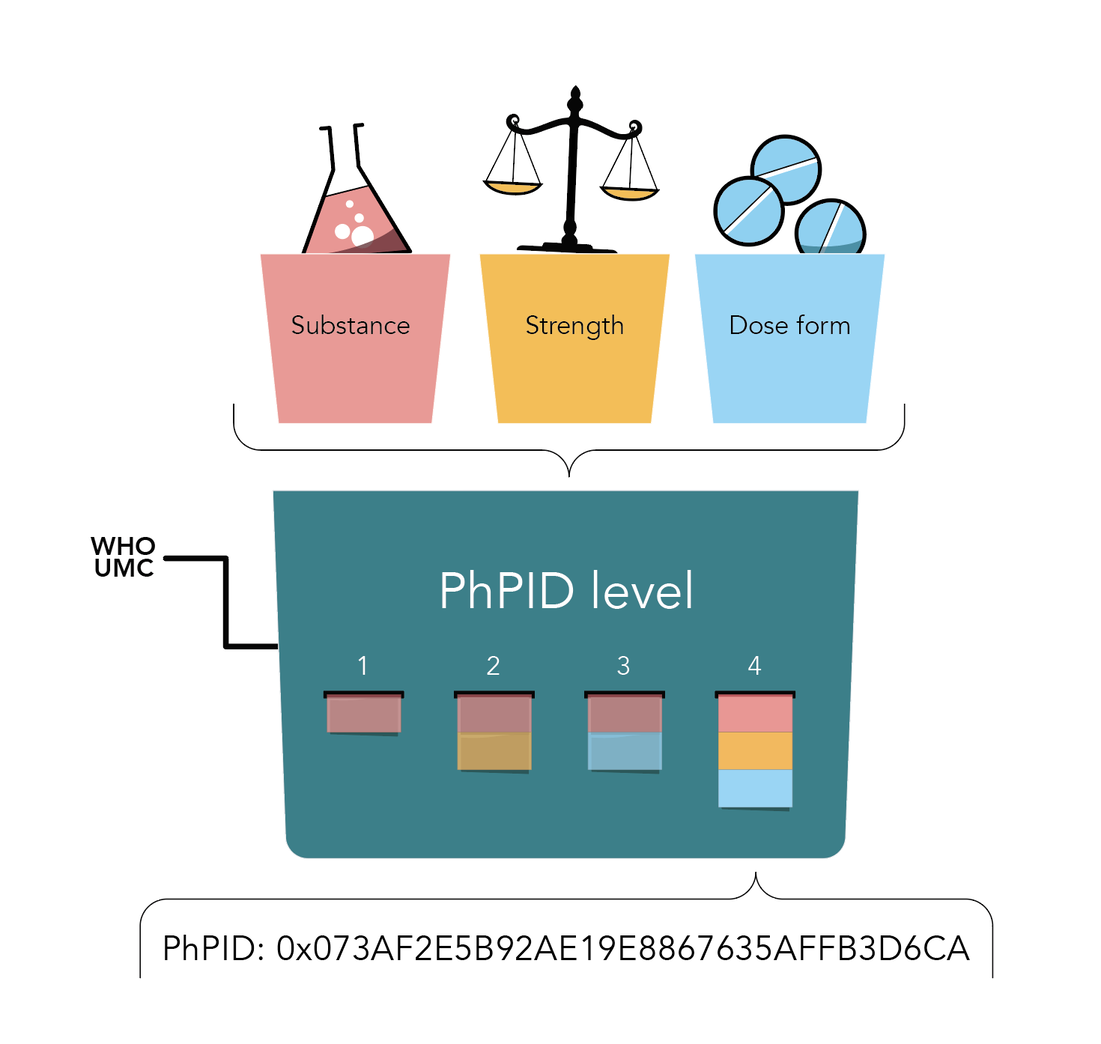 Substance
Strength
Dose form
WHO
UMC
PhPID level
1
2
3
4
PhPID: 0x073AF2E5B92AE19E8867635AFFB3D6CA